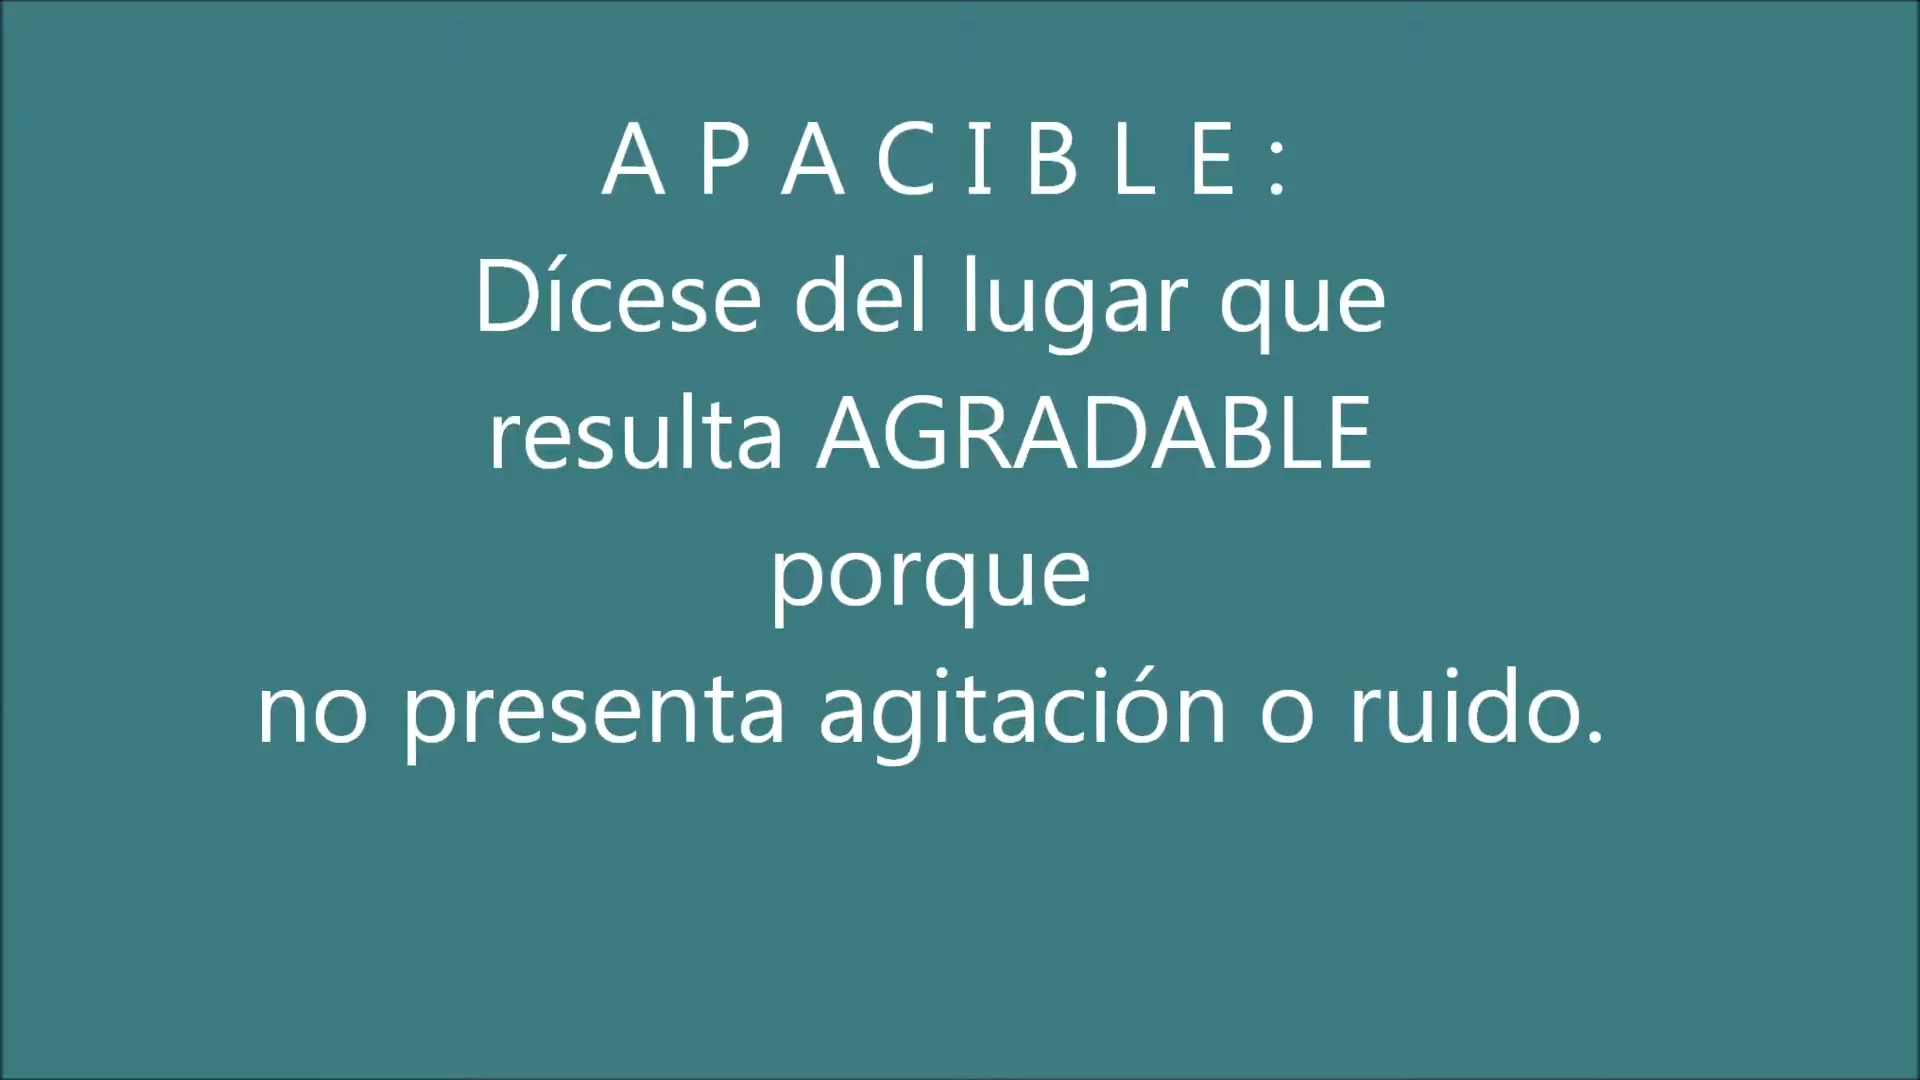 A P A C I B L E :
Dícese del lugar que
resulta AGRADABLE
porque
no presenta agitación o ruido.